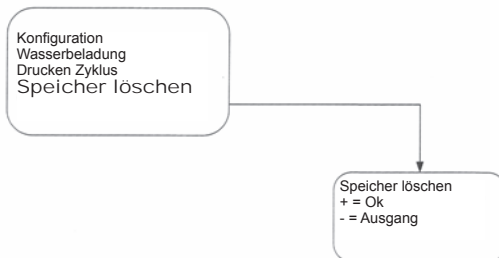 Konfiguration
Wasserbeladung
Drucken Zyklus
Speicher löschen
Speicher löschen
+ = Ok
- = Ausgang